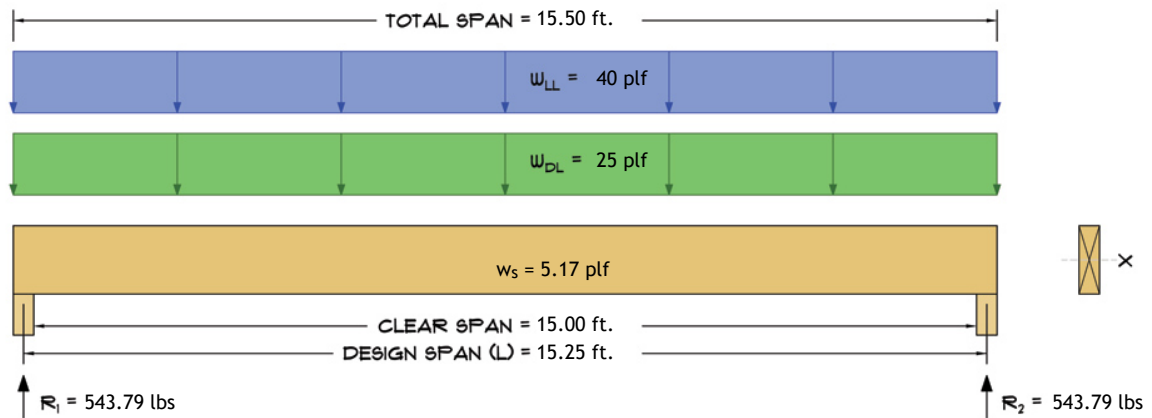 TOTAL SPAN = 15.50 ft.
WLL = 40 plf
WDL = 25 plf
ws = 5.17 plf
X
CLEAR SPAN = 15.00 ft.
DESIGN SPAN (L) = 15.25 ft.
R1 = 543.79 lbs
R2 = 543.79 lbs